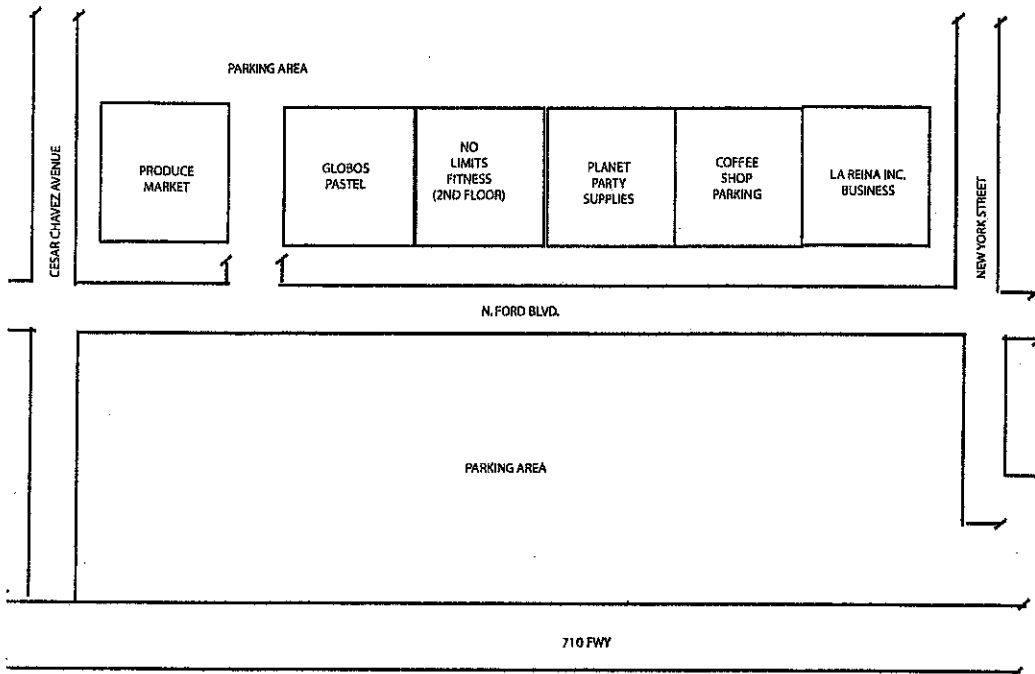 PARKING AREA
CESAR CHAVEZ AVENUE
PRODUCE
MARKET
GLOBOS
PASTEL
NO
LIMITS
FITNESS
(2ND FLOOR)
PLANET
PARTY
SUPPLIES
COFFEE
SHOP
PARKING
LA REINA INC.
BUSINESS
NEW YORK STREET
N. FORD BLVD.
PARKING AREA
710 FWY